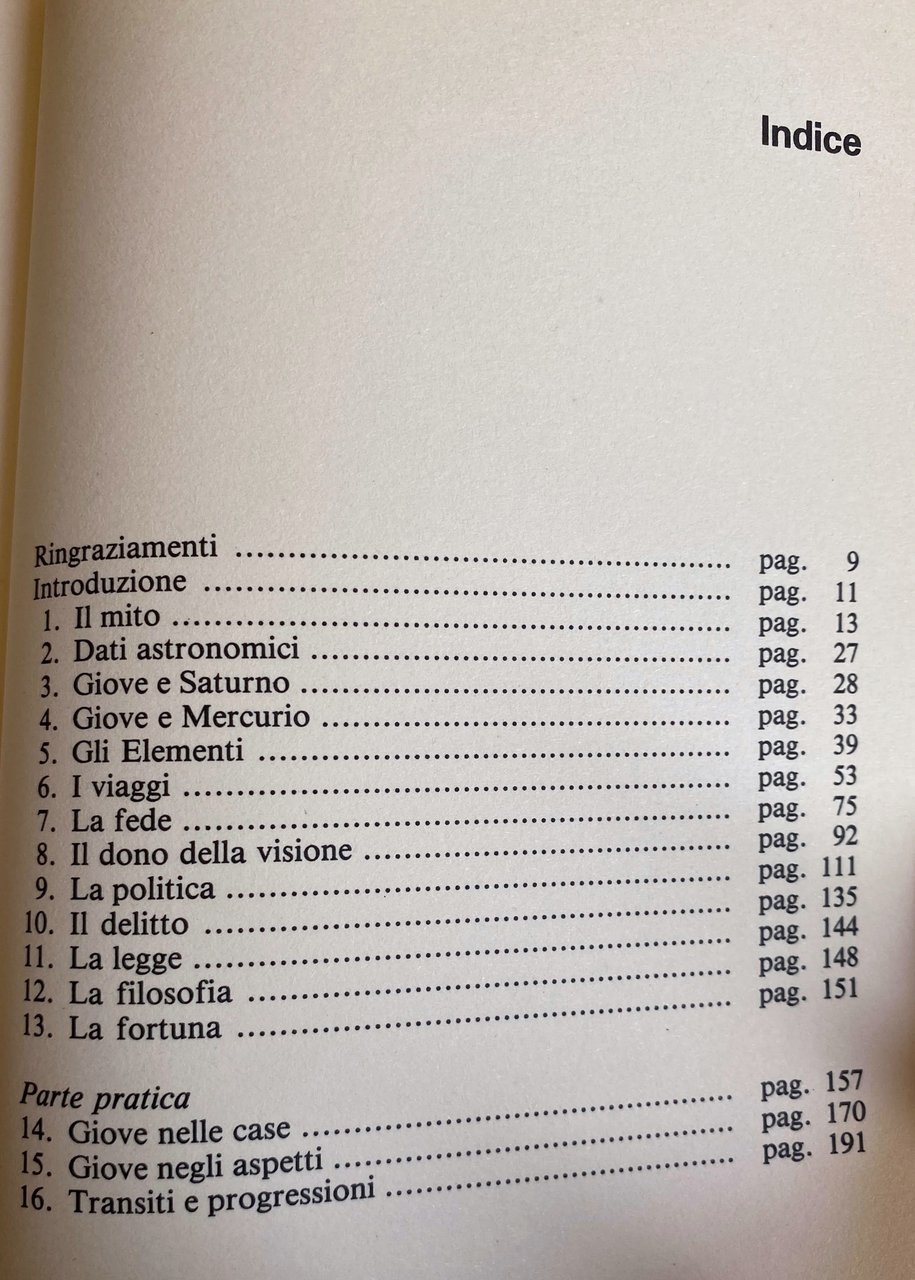 Indice
Ringraziamenti ........................................ pag. 9
Introduzione ........................................ pag. 11
1. Il mito ........................................ pag. 13
2. Dati astronomici ........................................ pag. 27
3. Giove e Saturno ........................................ pag. 28
4. Giove e Mercurio ........................................ pag. 33
5. Gli Elementi ........................................ pag. 39
6. I viaggi ........................................ pag. 53
7. La fede ........................................ pag. 75
8. Il dono della visione ........................................ pag. 92
9. La politica ........................................ pag. 111
10. Il delitto ........................................ pag. 135
11. La legge ........................................ pag. 144
12. La filosofia ........................................ pag. 148
13. La fortuna ........................................ pag. 151
Parte pratica
14. Giove nelle case ........................................ pag. 157
15. Giove negli aspetti ........................................ pag. 170
16. Transiti e progressioni ........................................ pag. 191